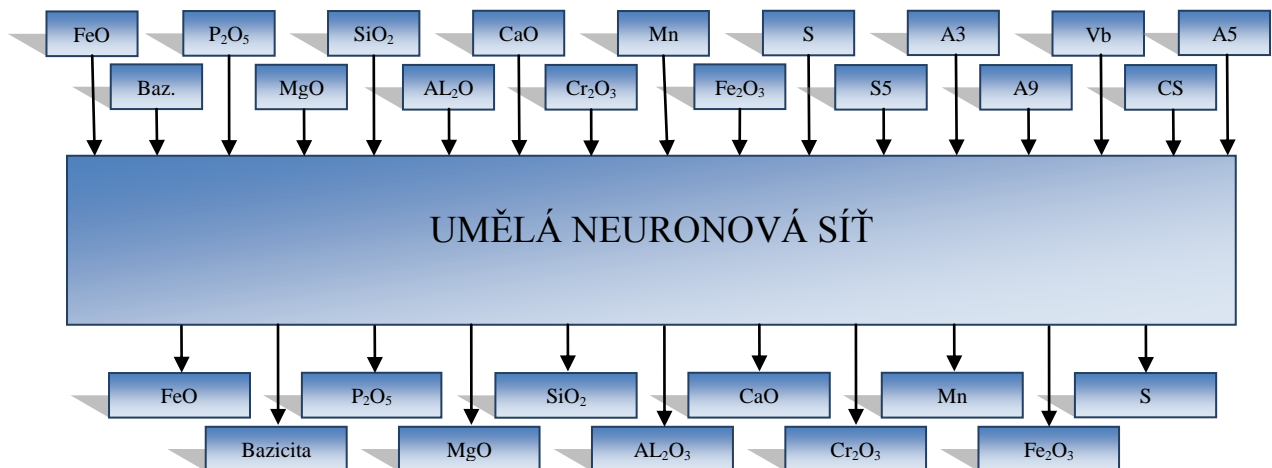 FeO P₂O₅ SiO₂ CaO Mn S A3 Vb A5
Baz. MgO AL₂O Cr₂O₃ Fe₂O₃ S5 A9 CS
UMĚLÁ NEURONOVÁ SÍŤ
FeO P₂O₅ SiO₂ CaO Mn S
Bazicita MgO AL₂O₃ Cr₂O₃ Fe₂O₃